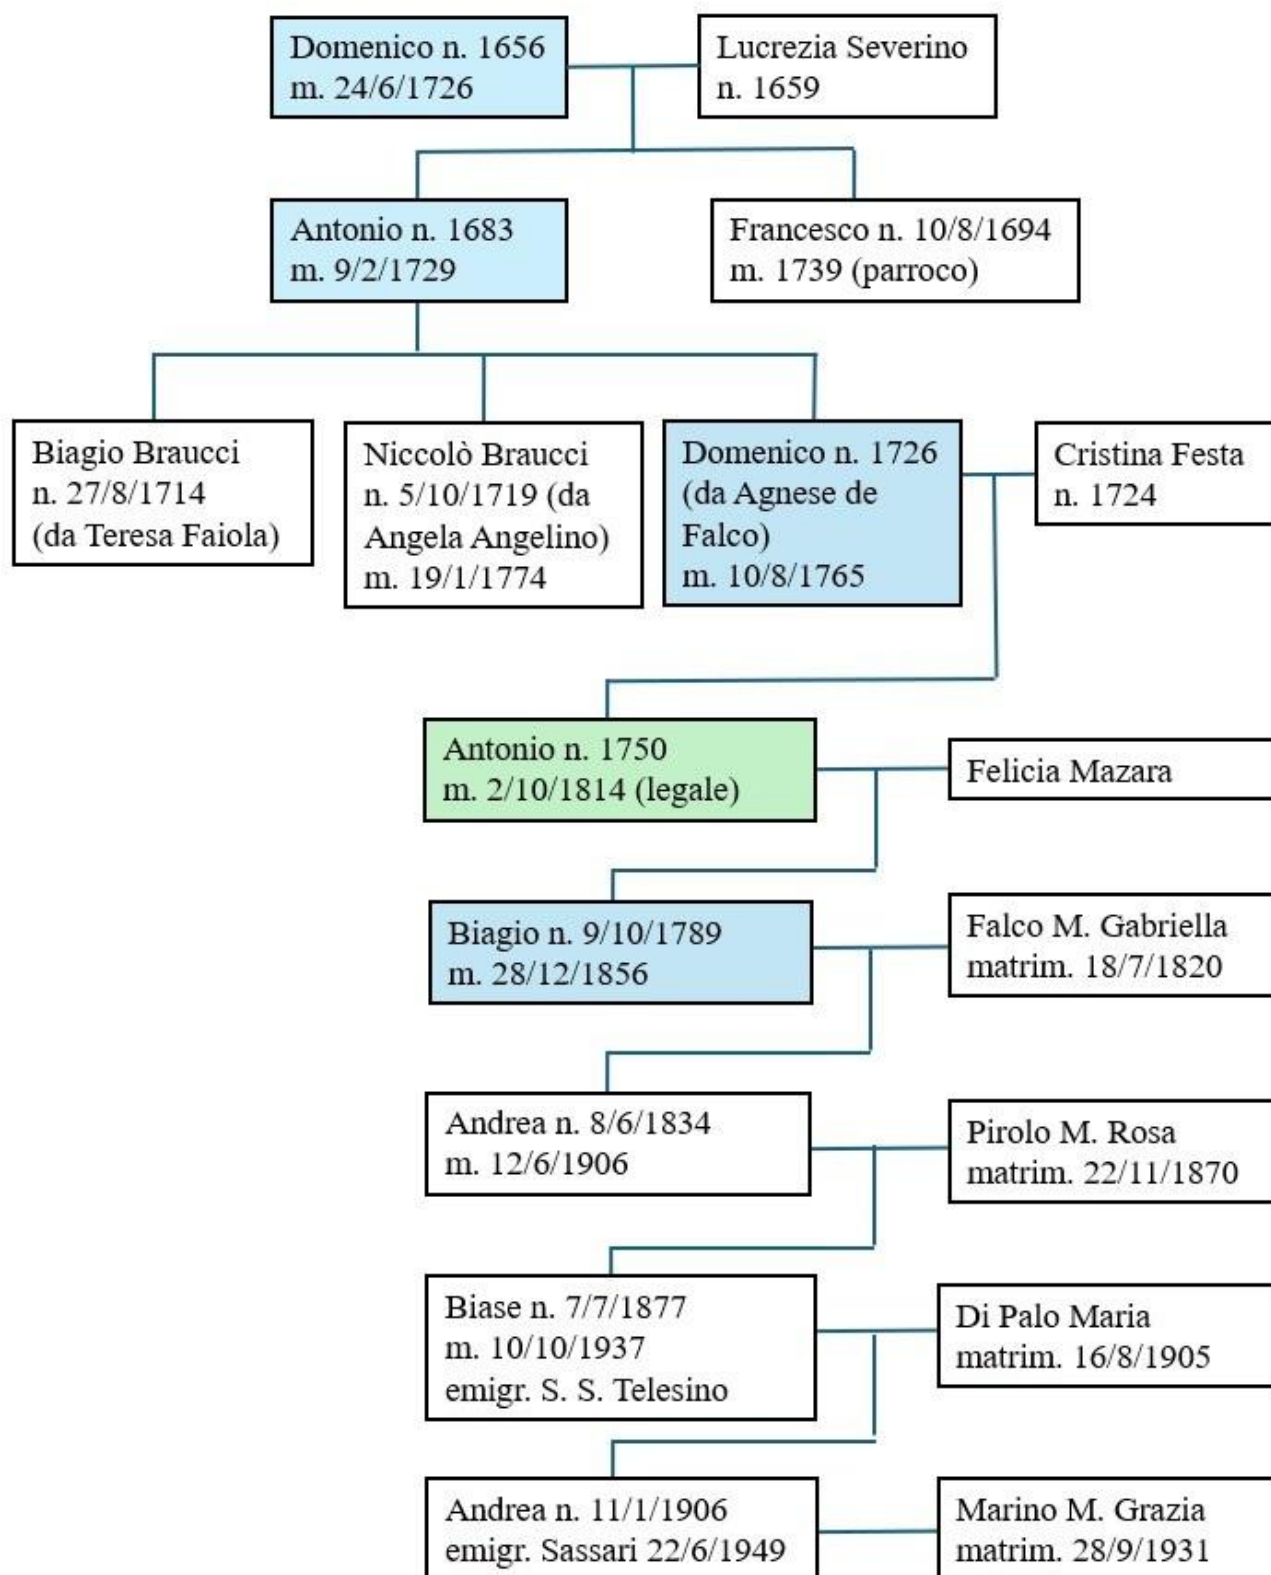 Domenico n. 1656
m. 24/6/1726
Lucrezia Severino
n. 1659
Antonio n. 1683
m. 9/2/1729
Francesco n. 10/8/1694
m. 1739 (parroco)
Biagio Braucci
n. 27/8/1714
(da Teresa Faiola)
Niccolò Braucci
n. 5/10/1719 (da
Angela Angelino)
m. 19/1/1774
Domenico n. 1726
(da Agnese de
Falco)
m. 10/8/1765
Cristina Festa
n. 1724
Antonio n. 1750
m. 2/10/1814 (legale)
Felicia Mazara
Biagio n. 9/10/1789
m. 28/12/1856
Falco M. Gabriella
matrim. 18/7/1820
Andrea n. 8/6/1834
m. 12/6/1906
Pirolo M. Rosa
matrim. 22/11/1870
Biase n. 7/7/1877
m. 10/10/1937
emigr. S. S. Telesino
Di Palo Maria
matrim. 16/8/1905
Andrea n. 11/1/1906
emigr. Sassari 22/6/1949
Marino M. Grazia
matrim. 28/9/1931